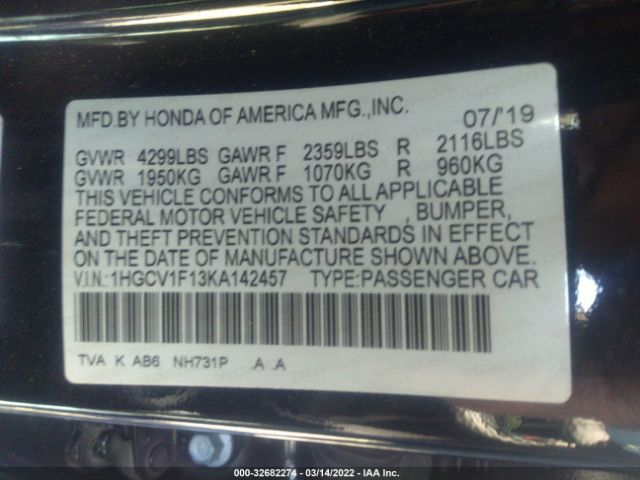 MFD.BY HONDA OF AMERICA MFG.,INC. 07/'19
GVWR 4299LBS GAWR F 2359LBS R 2116LBS
GVWR 1950KG GAWR F 1070KG R 960KG
THIS VEHICLE CONFORMS TO ALL APPLICABLE
FEDERAL MOTOR VEHICLE SAFETY , BUMPER,
AND THEFT PREVENTION STANDARDS IN EFFECT
ON THE DATE OF MANUFACTURE SHOWN ABOVE.
V.I.N.:1HGCV1F13KA142457 TYPE:PASSENGER CAR
TVA K AB6 NH731P .A .A
000-32682274 - 03/14/2022 - IAA Inc.